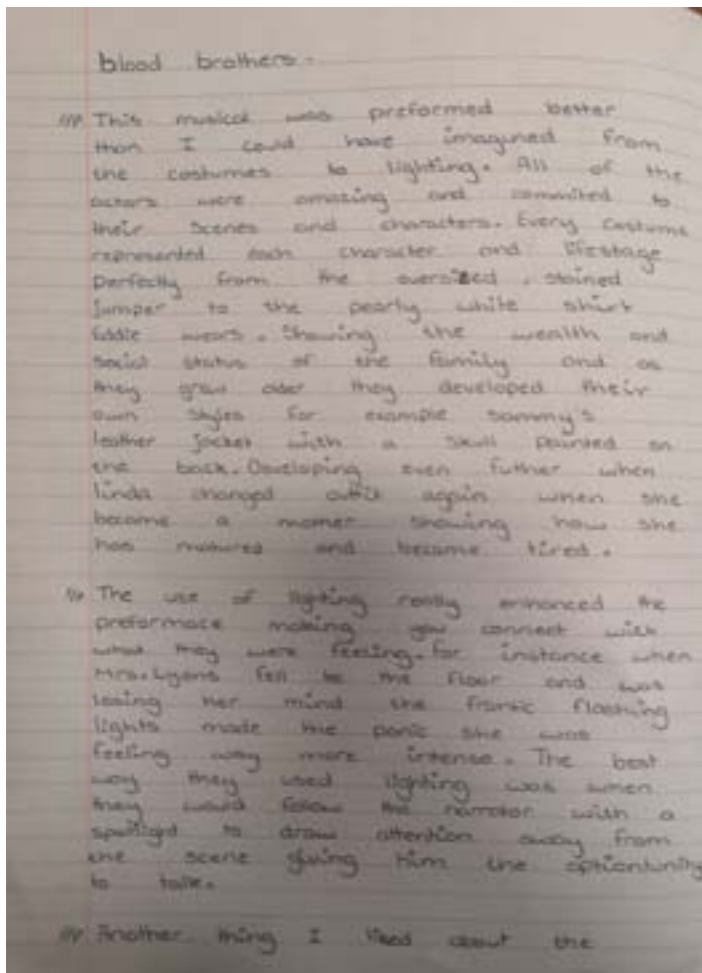 blood brothers.
/// This musical was preformed better
than I could have imagined from
the costumes to lighting. All of the
actors were amazing and commited to
their scenes and characters. Every costume
represented each character and lifestage
perfectly from the oversized, stained
jumper to the pearly white shirt
Eddie wears. Showing the wealth and
social status of the family and as
they grew older they developed their
own styles for example Sammy's
leather jacket with a skull painted on
the back. Developing even futher when
linda changed outfit again when she
became a mother showing how she
has matured and became tired.
/// The use of lighting really enhanced the
preformace making you connect with
what they were feeling. for instance when
Mrs. Lyons fell to the floor and was
loosing her mind the frantic flashing
lights made the panic she was
feeling way more intense. The best
way they used lighting was when
they would follow the narrator with a
spotlight to draw attention away from
the scene giving him the
to talk.
/// Another thing I liked about the